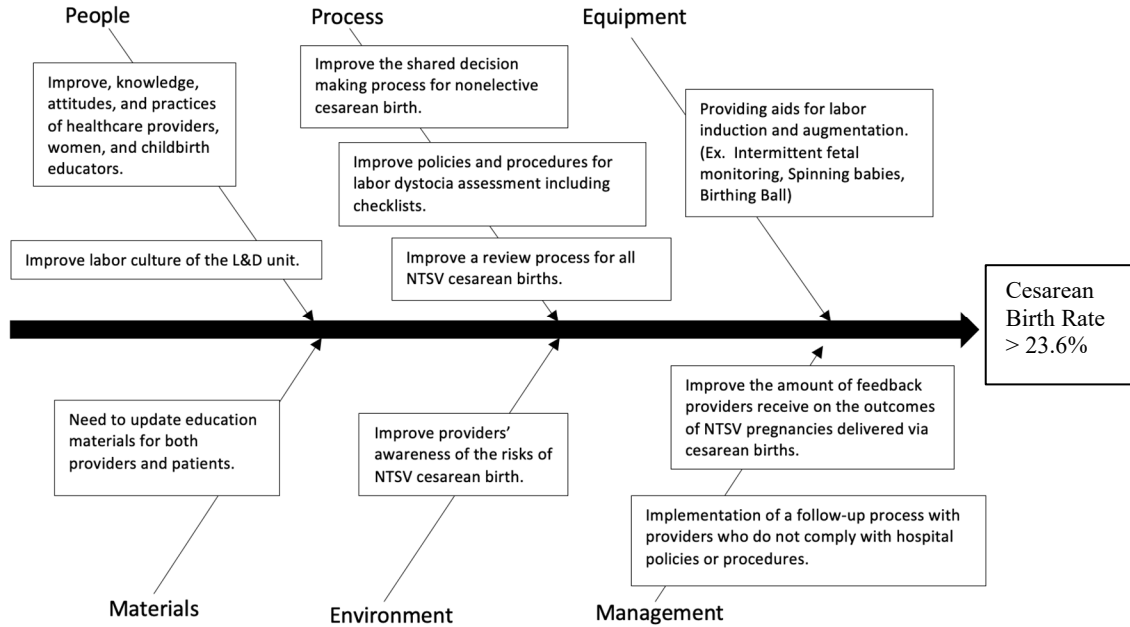 People
Process
Equipment
Improve, knowledge,
attitudes, and practices
of healthcare providers,
women, and childbirth
educators.
Improve labor culture of the L&D unit.
Improve the shared decision
making process for nonelective
cesarean birth.
Improve policies and procedures for
labor dystocia assessment including
checklists.
Improve a review process for all
NTSV cesarean births.
Providing aids for labor
induction and augmentation.
(Ex.  Intermittent fetal
monitoring, Spinning babies,
Birthing Ball)
Cesarean
Birth Rate
> 23.6%
Need to update education
materials for both
providers and patients.
Improve providers’
awareness of the risks of
NTSV cesarean birth.
Improve the amount of feedback
providers receive on the outcomes
of NTSV pregnancies delivered via
cesarean births.
Implementation of a follow-up process with
providers who do not comply with hospital
policies or procedures.
Materials
Environment
Management